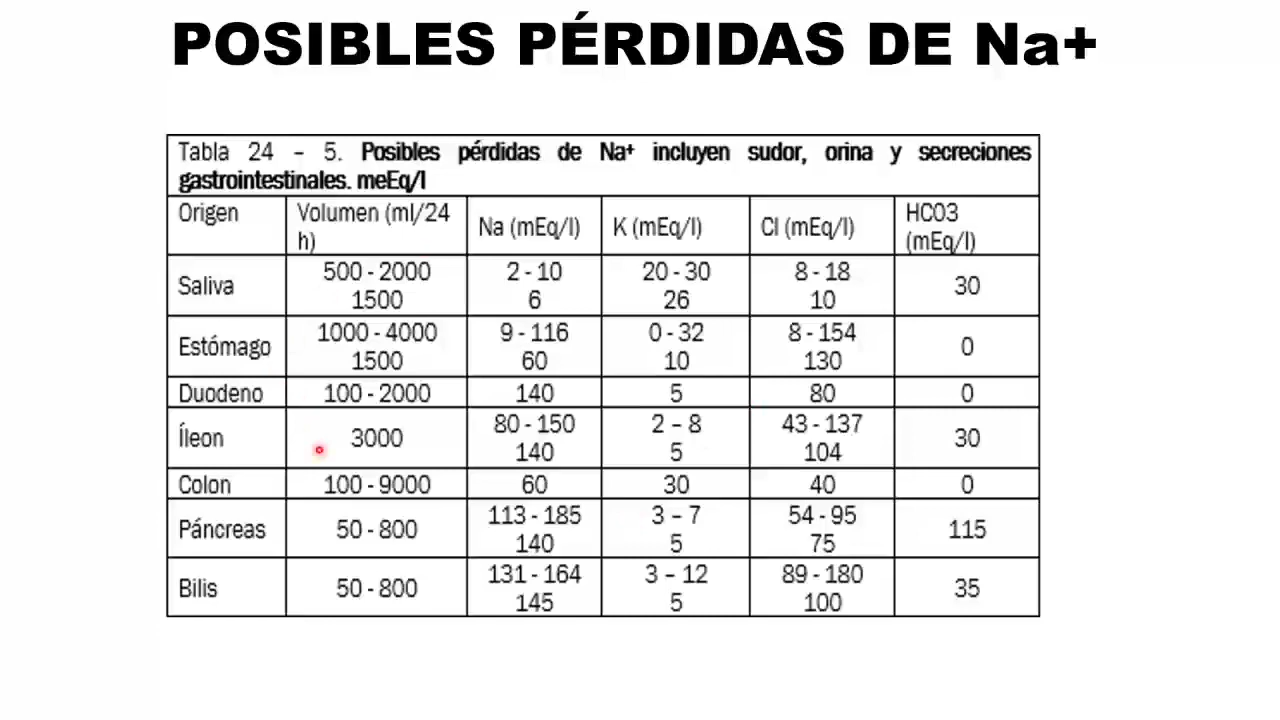 POSIBLES PÉRDIDAS DE Na+
Tabla 24 – 5. Posibles pérdidas de Na+ incluyen sudor, orina y secreciones
gastrointestinales. meEq/l
Origen Volumen (ml/24 h) Na (mEq/l) K (mEq/l) Cl (mEq/l) HCO3 (mEq/l)
Saliva 500 - 2000 2 - 10 20 - 30 8 - 18 30
1500 6 26 10
Estómago 1000 - 4000 9 - 116 0 - 32 8 - 154 0
1500 60 10 130
Duodeno 100 - 2000 140 5 80 0
Íleon 3000 80 - 150 2 – 8 43 - 137 30
140 5 104
Colon 100 - 9000 60 30 40 0
Páncreas 50 - 800 113 - 185 3 – 7 54 - 95 115
140 5 75
Bilis 50 - 800 131 - 164 3 – 12 89 - 180 35
145 5 100